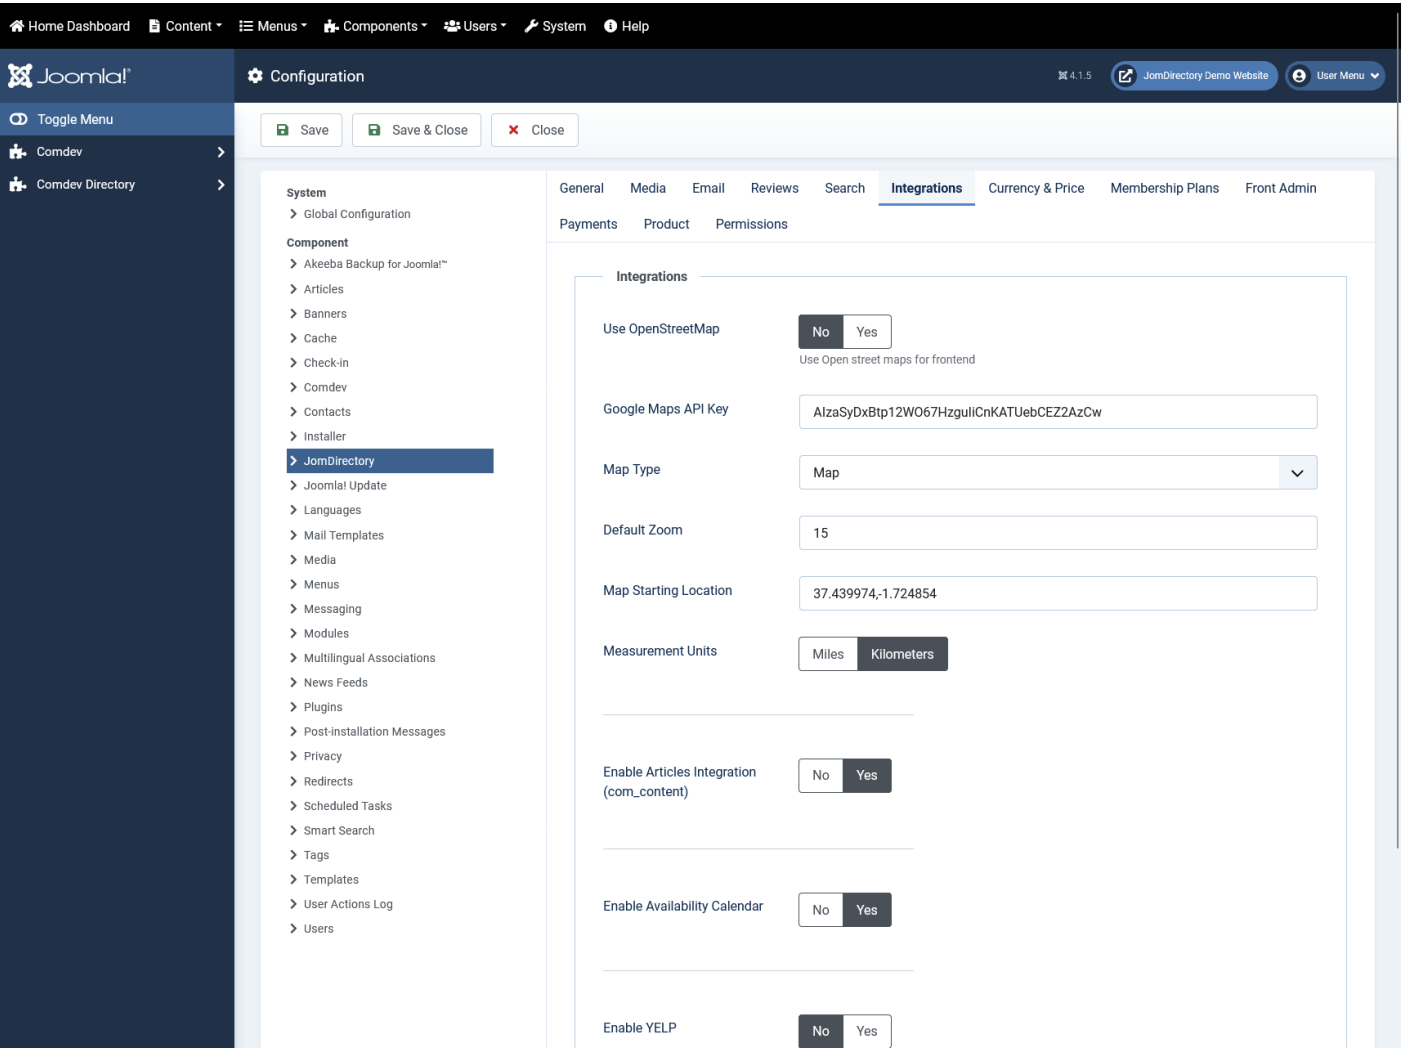 Home Dashboard Content Menus Components Users System Help
Joomla!®
Configuration
4.1.5
JomDirectory Demo Website
User Menu
Toggle Menu
Comdev
Comdev Directory
Save
Save & Close
Close
System
Global Configuration
Component
Akeeba Backup for Joomla!™
Articles
Banners
Cache
Check-in
Comdev
Contacts
Installer
JomDirectory
Joomla! Update
Languages
Mail Templates
Media
Menus
Messaging
Modules
Multilingual Associations
News Feeds
Plugins
Post-installation Messages
Privacy
Redirects
Scheduled Tasks
Smart Search
Tags
Templates
User Actions Log
Users
General Media Email Reviews Search Integrations Currency & Price Membership Plans Front Admin
Payments Product Permissions
Integrations
Use OpenStreetMap
No Yes
Use Open street maps for frontend
Google Maps API Key
AIzaSyDxBtp12WO67HzguliCnKATUebCEZ2AzCw
Map Type
Map
Default Zoom
15
Map Starting Location
37.439974,-1.724854
Measurement Units
Miles Kilometers
Enable Articles Integration
(com_content)
No Yes
Enable Availability Calendar
No Yes
Enable YELP
No Yes